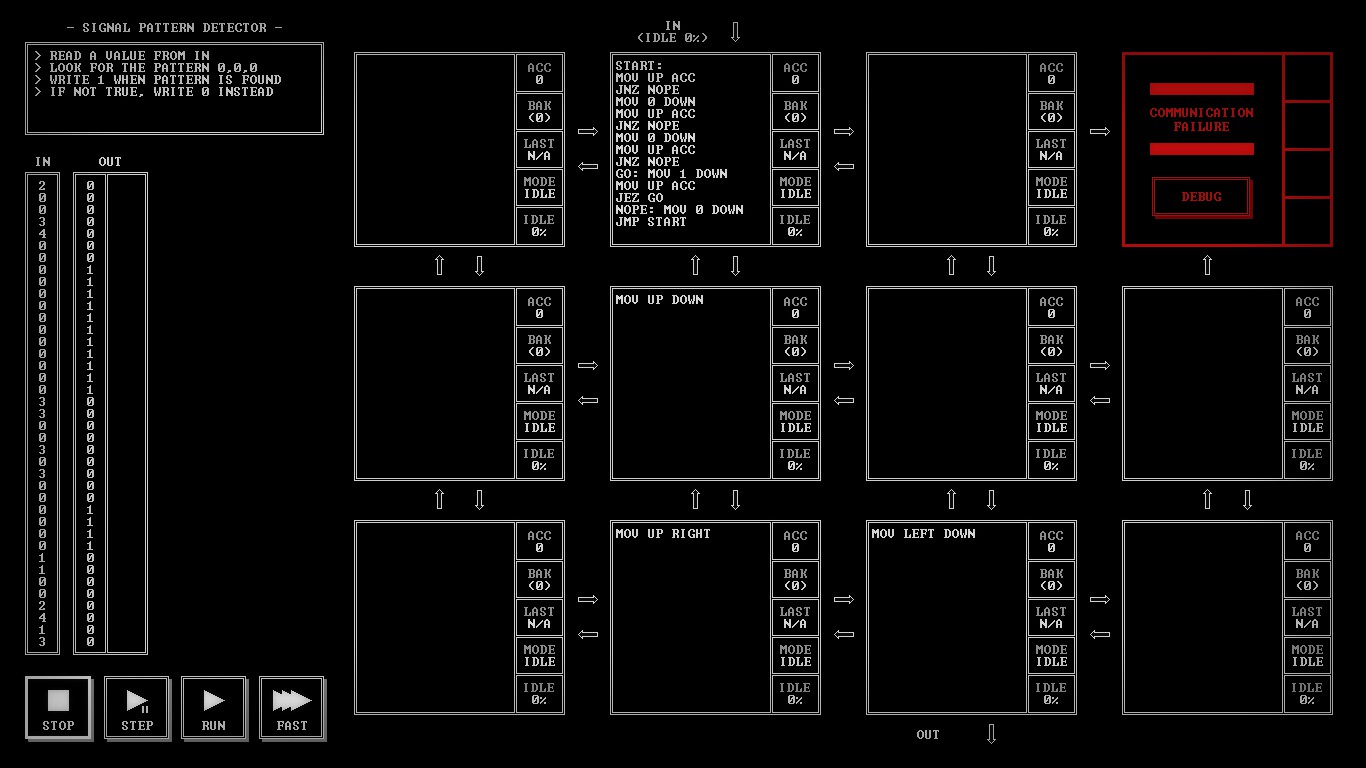 – SIGNAL PATTERN DETECTOR –
> READ A VALUE FROM IN
> LOOK FOR THE PATTERN 0,0,0
> WRITE 1 WHEN PATTERN IS FOUND
> IF NOT TRUE, WRITE 0 INSTEAD
IN OUT
2 0
0 0
0 0
3 0
4 0
0 0
0 0
0 1
0 1
0 1
0 1
0 1
0 1
0 1
0 1
0 1
0 1
0 1
3 0
3 0
0 0
0 0
3 0
0 0
3 0
0 0
0 0
0 1
0 1
0 1
0 1
1 0
1 0
0 0
0 0
2 0
4 0
1 0
3 0
STOP
STEP
RUN
FAST
IN
(IDLE 0%)
ACC
0
BAK
(0)
LAST
N/A
MODE
IDLE
IDLE
0%
START:
MOV UP ACC
JNZ NOPE
MOV 0 DOWN
MOV UP ACC
JNZ NOPE
MOV 0 DOWN
MOV UP ACC
JNZ NOPE
GO: MOV 1 DOWN
MOV UP ACC
JEZ GO
NOPE: MOV 0 DOWN
JMP START
ACC
0
BAK
(0)
LAST
N/A
MODE
IDLE
IDLE
0%
ACC
0
BAK
(0)
LAST
N/A
MODE
IDLE
IDLE
0%
COMMUNICATION
FAILURE
DEBUG
ACC
0
BAK
(0)
LAST
N/A
MODE
IDLE
IDLE
0%
MOV UP DOWN
ACC
0
BAK
(0)
LAST
N/A
MODE
IDLE
IDLE
0%
ACC
0
BAK
(0)
LAST
N/A
MODE
IDLE
IDLE
0%
ACC
0
BAK
(0)
LAST
N/A
MODE
IDLE
IDLE
0%
ACC
0
BAK
(0)
LAST
N/A
MODE
IDLE
IDLE
0%
MOV UP RIGHT
ACC
0
BAK
(0)
LAST
N/A
MODE
IDLE
IDLE
0%
MOV LEFT DOWN
ACC
0
BAK
(0)
LAST
N/A
MODE
IDLE
IDLE
0%
ACC
0
BAK
(0)
LAST
N/A
MODE
IDLE
IDLE
0%
OUT